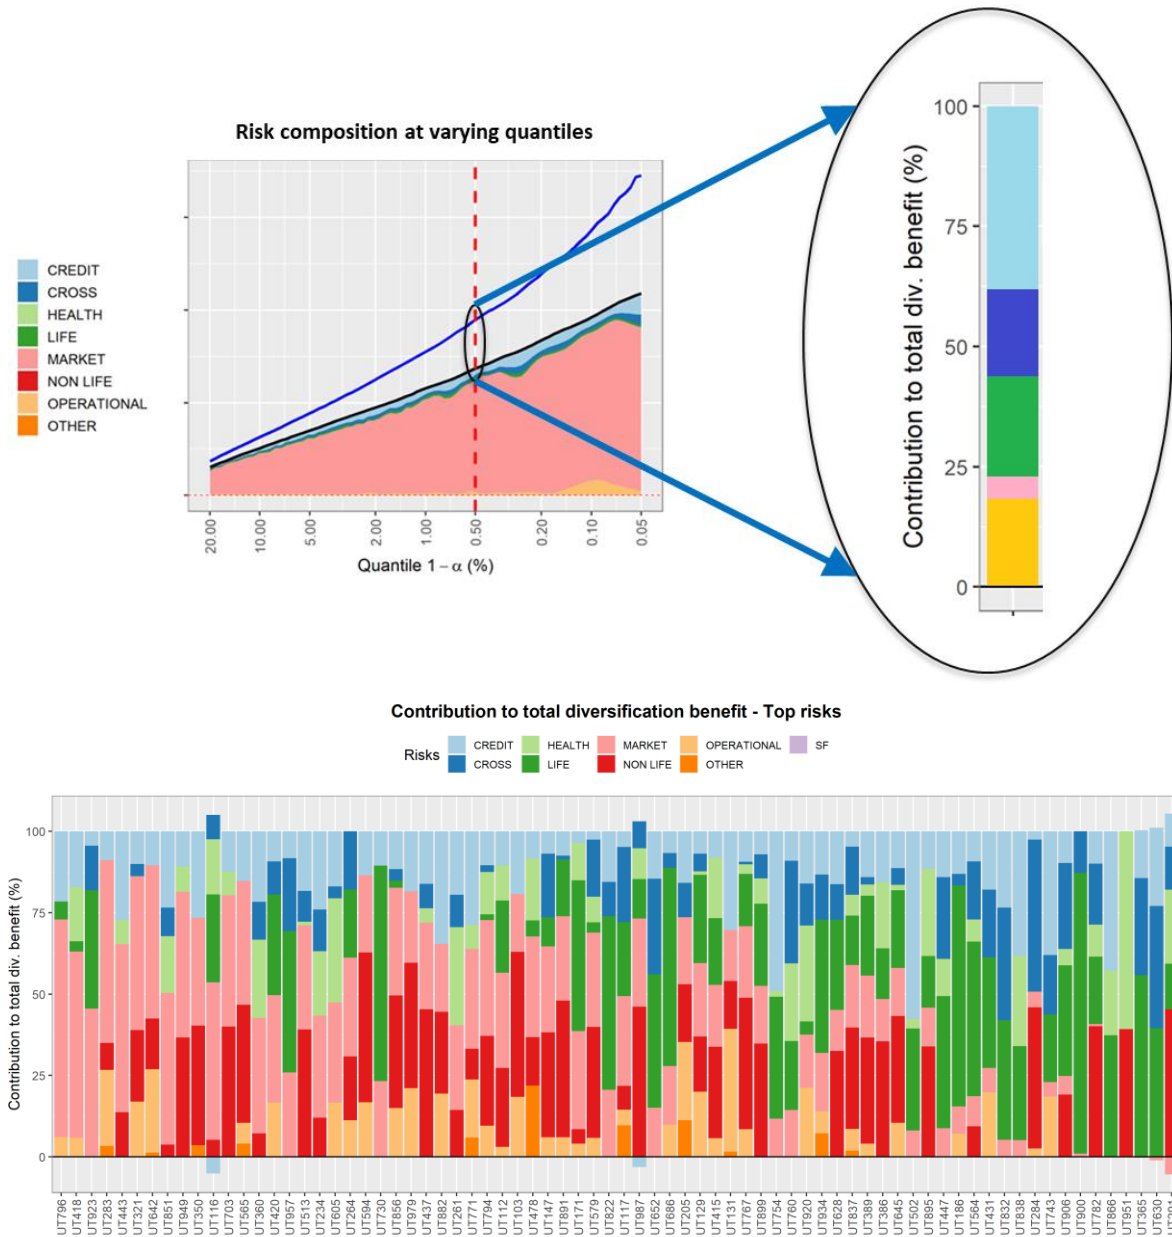 Risk composition at varying quantiles
CREDIT
CROSS
HEALTH
LIFE
MARKET
NON LIFE
OPERATIONAL
OTHER
20.00 10.00 5.00 2.00 1.00 0.50 0.20 0.10 0.05
Quantile 1 – α (%)
Contribution to total div. benefit (%)
100
75
50
25
0
Contribution to total diversification benefit - Top risks
Risks
CREDIT HEALTH MARKET OPERATIONAL SF
CROSS LIFE NON LIFE OTHER
Contribution to total div. benefit (%)
100
75
50
25
0
UT796 UT418 UT923 UT283 UT443 UT321 UT642 UT851 UT949 UT350 UT116 UT703 UT565 UT360 UT420 UT957 UT513 UT234 UT605 UT264 UT594 UT730 UT856 UT979 UT437 UT882 UT261 UT771 UT794 UT112 UT103 UT478 UT147 UT891 UT171 UT579 UT822 UT117 UT987 UT652 UT686 UT205 UT129 UT415 UT131 UT767 UT899 UT754 UT760 UT920 UT934 UT628 UT837 UT389 UT386 UT645 UT502 UT895 UT447 UT186 UT564 UT431 UT832 UT838 UT284 UT743 UT906 UT900 UT782 UT866 UT951 UT365 UT630